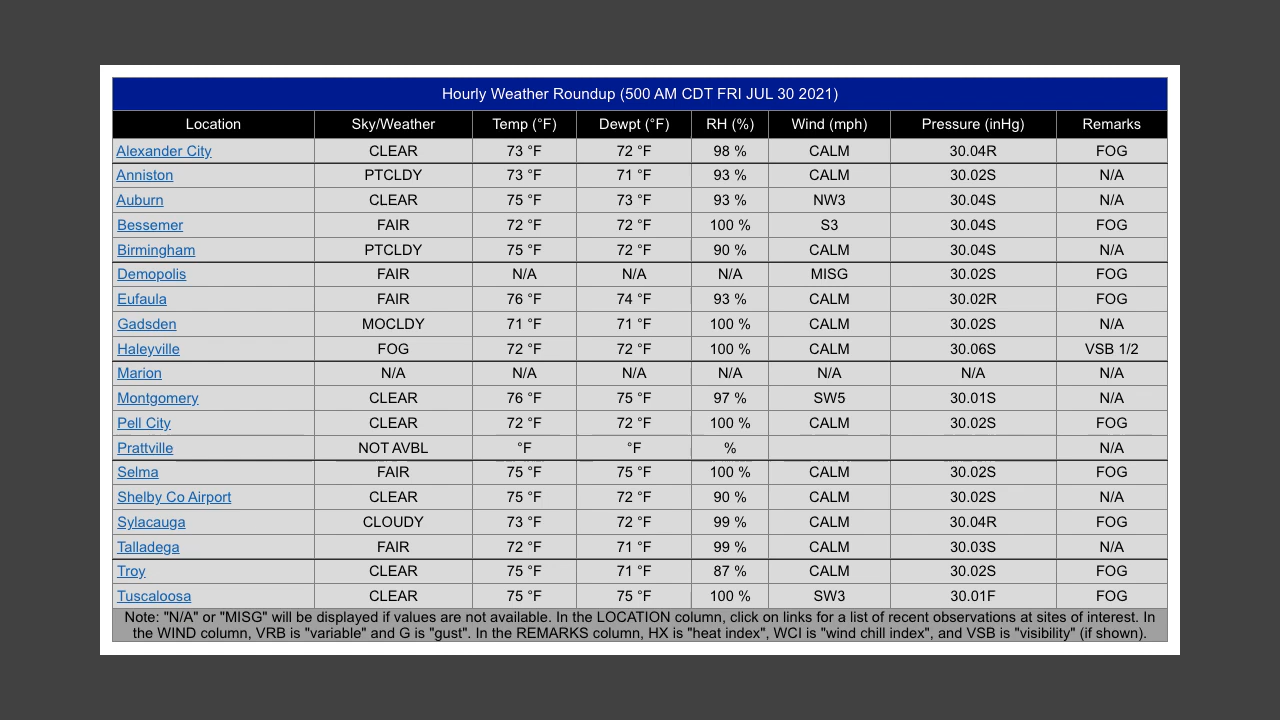 Hourly Weather Roundup (500 AM CDT FRI JUL 30 2021)
Location Sky/Weather Temp (°F) Dewpt (°F) RH (%) Wind (mph) Pressure (inHg) Remarks
Alexander City CLEAR 73 °F 72 °F 98 % CALM 30.04R FOG
Anniston PTCLDY 73 °F 71 °F 93 % CALM 30.02S N/A
Auburn CLEAR 75 °F 73 °F 93 % NW3 30.04S N/A
Bessemer FAIR 72 °F 72 °F 100 % S3 30.04S FOG
Birmingham PTCLDY 75 °F 72 °F 90 % CALM 30.04S N/A
Demopolis FAIR N/A N/A N/A MISG 30.02S FOG
Eufaula FAIR 76 °F 74 °F 93 % CALM 30.02R FOG
Gadsden MOCLDY 71 °F 71 °F 100 % CALM 30.02S N/A
Haleyville FOG 72 °F 72 °F 100 % CALM 30.06S VSB 1/2
Marion N/A N/A N/A N/A N/A N/A N/A
Montgomery CLEAR 76 °F 75 °F 97 % SW5 30.01S N/A
Pell City CLEAR 72 °F 72 °F 100 % CALM 30.02S FOG
Prattville NOT AVBL °F °F % N/A
Selma FAIR 75 °F 75 °F 100 % CALM 30.02S FOG
Shelby Co Airport CLEAR 75 °F 72 °F 90 % CALM 30.02S N/A
Sylacauga CLOUDY 73 °F 72 °F 99 % CALM 30.04R FOG
Talladega FAIR 72 °F 71 °F 99 % CALM 30.03S N/A
Troy CLEAR 75 °F 71 °F 87 % CALM 30.02S FOG
Tuscaloosa CLEAR 75 °F 75 °F 100 % SW3 30.01F FOG
Note: "N/A" or "MISG" will be displayed if values are not available. In the LOCATION column, click on links for a list of recent observations at sites of interest. In
the WIND column, VRB is "variable" and G is "gust". In the REMARKS column, HX is "heat index", WCI is "wind chill index", and VSB is "visibility" (if shown).